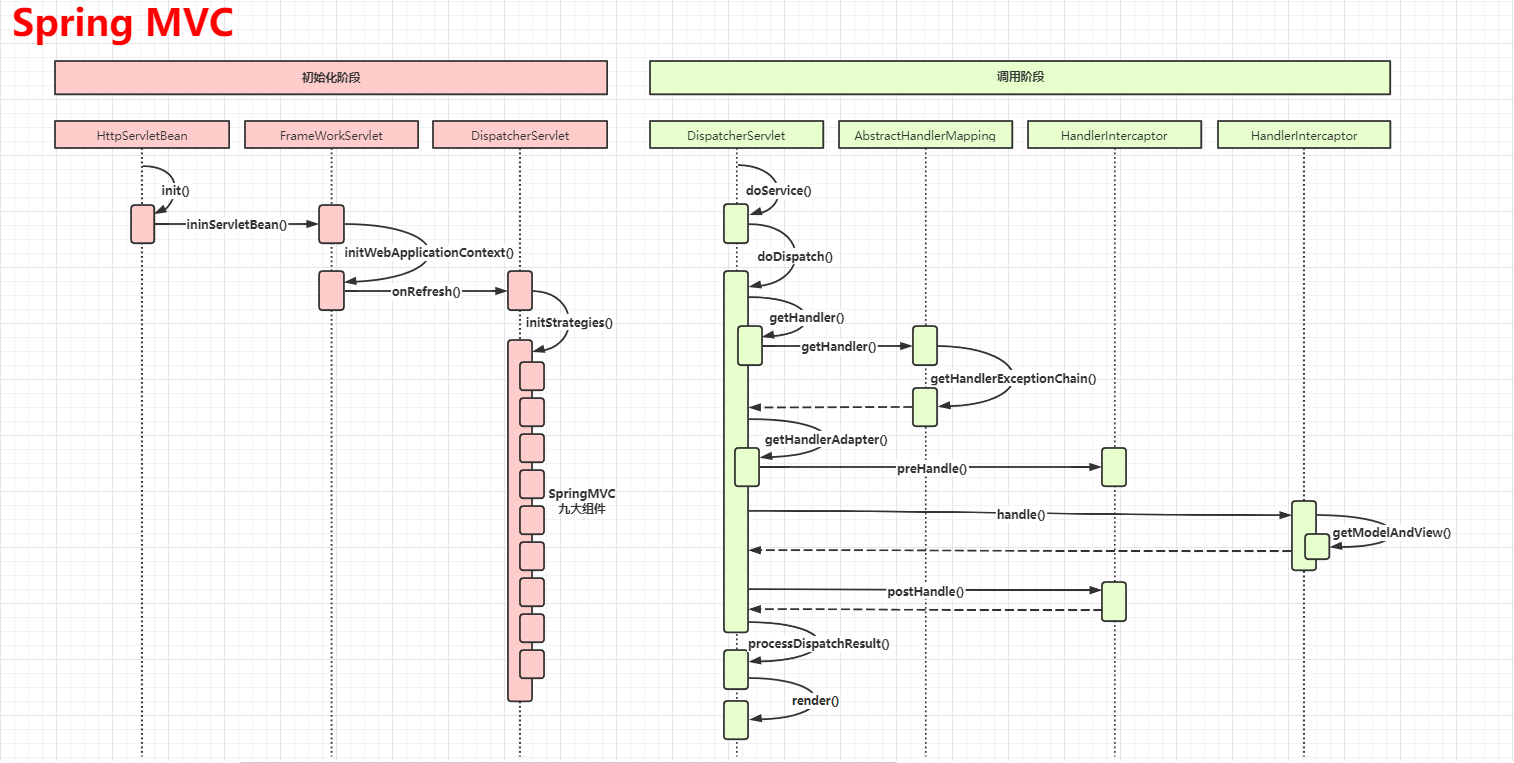 Spring MVC
初始化阶段
调用阶段
HttpServletBean
FrameWorkServlet
DispatcherServlet
DispatcherServlet
AbstractHandlerMapping
HandlerIntercaptor
HandlerIntercaptor
init()
ininServletBean()
initWebApplicationContext()
onRefresh()
initStrategies()
SpringMVC
九大组件
doService()
doDispatch()
getHandler()
getHandler()
getHandlerExceptionChain()
getHandlerAdapter()
preHandle()
handle()
getModelAndView()
postHandle()
processDispatchResult()
render()